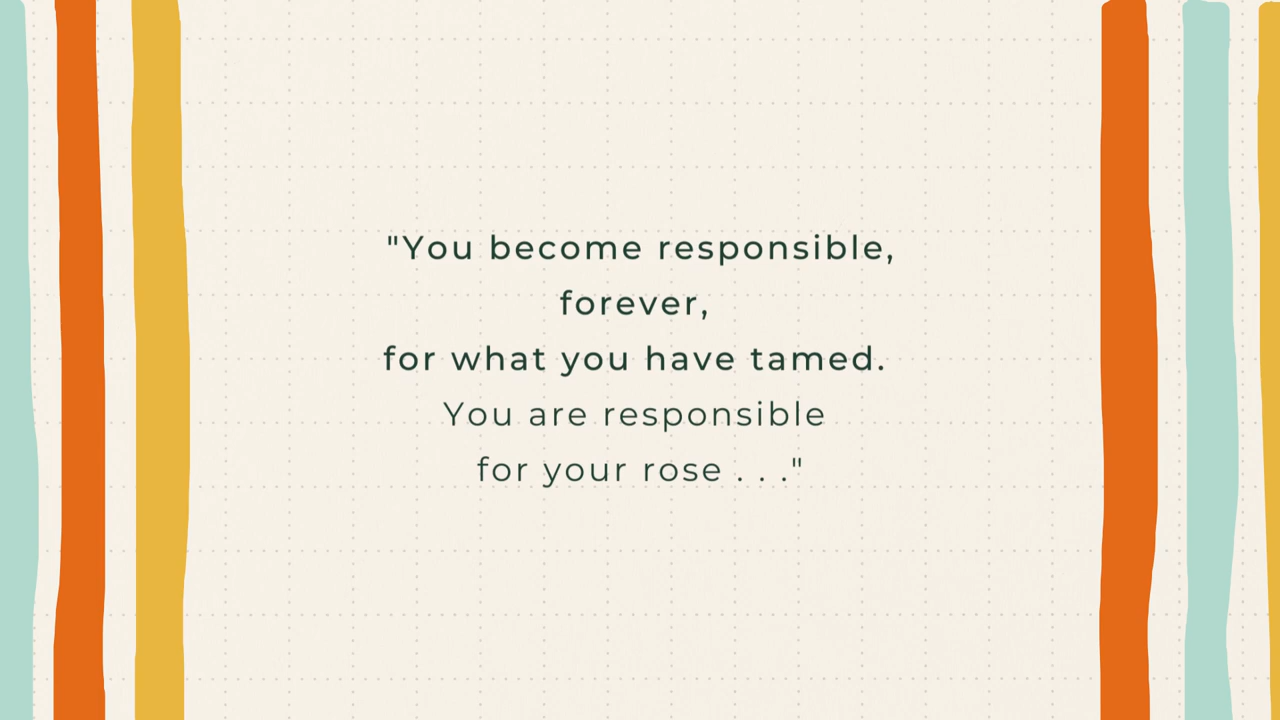 "You become responsible,
forever,
for what you have tamed.
You are responsible
for your rose . . ."